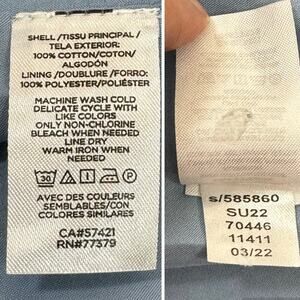 SHELL /TISSU PRINCIPAL /
TELA EXTERIOR:
100% COTTON/COTON/
ALGODÓN
LINING /DOUBLURE /FORRO:
100% POLYESTER/POLIÉSTER
MACHINE WASH COLD
DELICATE CYCLE WITH
LIKE COLORS
ONLY NON-CHLORINE
BLEACH WHEN NEEDED
LINE DRY
WARM IRON WHEN
NEEDED
30
AVEC DES COULEURS
SEMBLABLES/CON
COLORES SIMILARES
CA#57421
RN#77379
s/585860
SU22
70446
11411
03/22